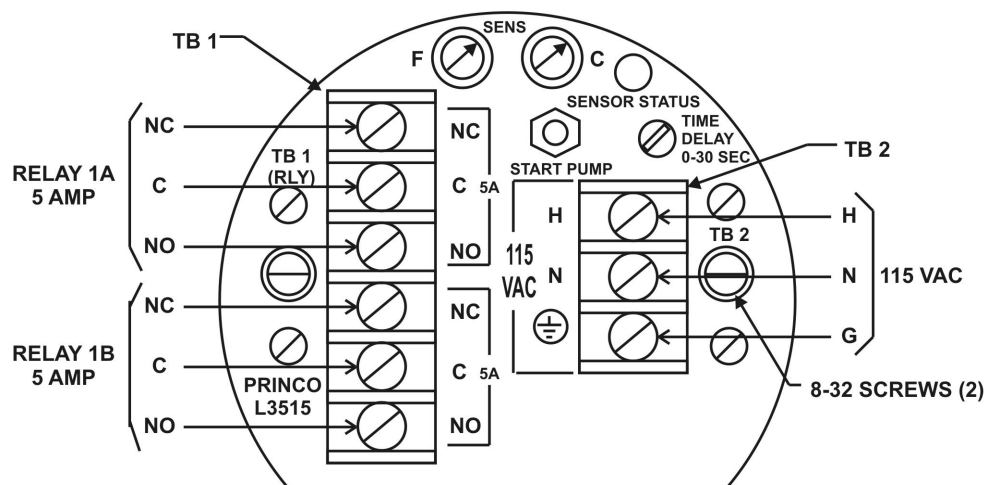 TB 1
SENS
F
C
SENSOR STATUS
TIME
DELAY
0-30 SEC
START PUMP
TB 2
RELAY 1A
5 AMP
NC
C
NO
TB 1
(RLY)
NC
C 5A
NO
RELAY 1B
5 AMP
NC
C
NO
PRINCO
L3515
NC
C 5A
NO
115
VAC
H
N
TB 2
H
N
G
115 VAC
8-32 SCREWS (2)